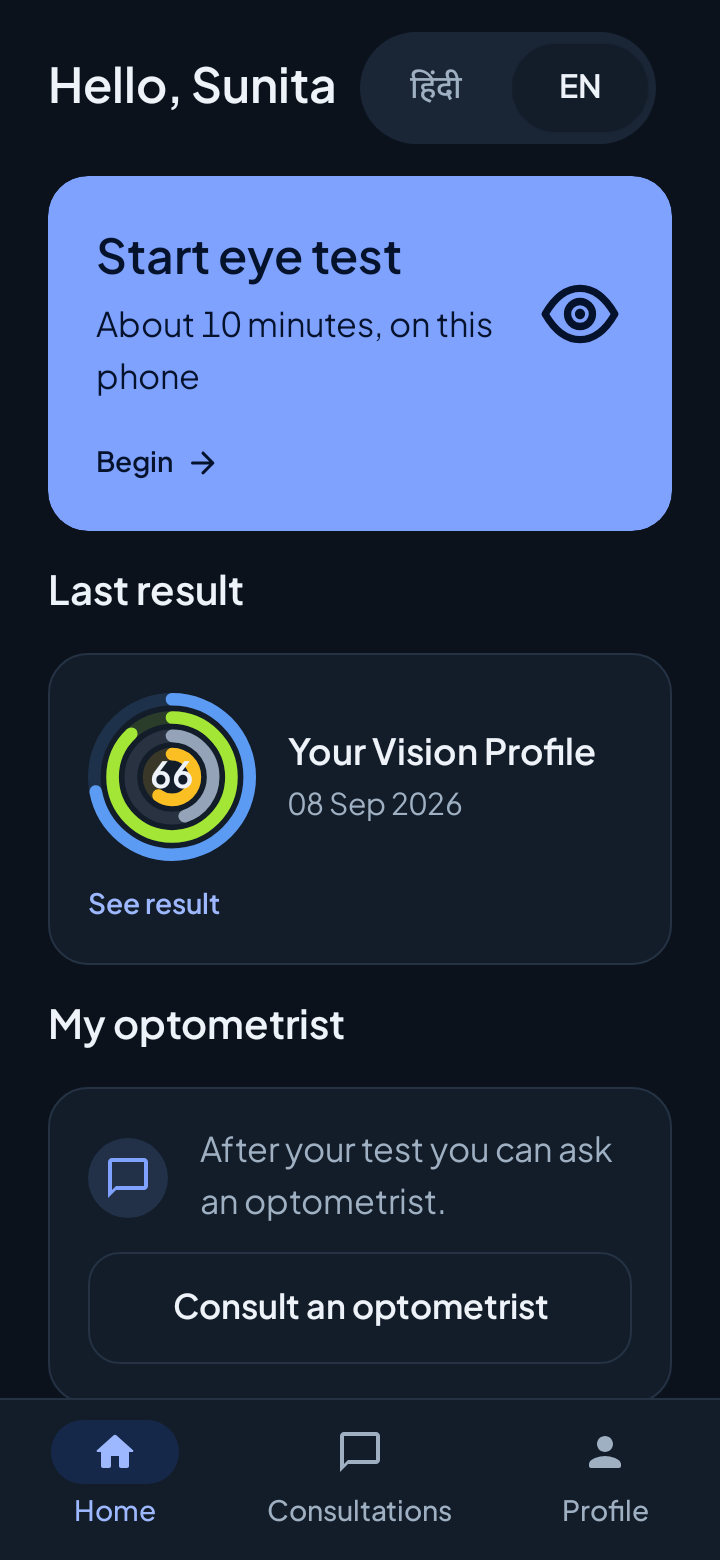 Hello, Sunita
हिंदी
EN
Start eye test
About 10 minutes, on this
phone
Begin
Last result
66
Your Vision Profile
08 Sep 2026
See result
My optometrist
After your test you can ask
an optometrist.
Consult an optometrist
Home
Consultations
Profile